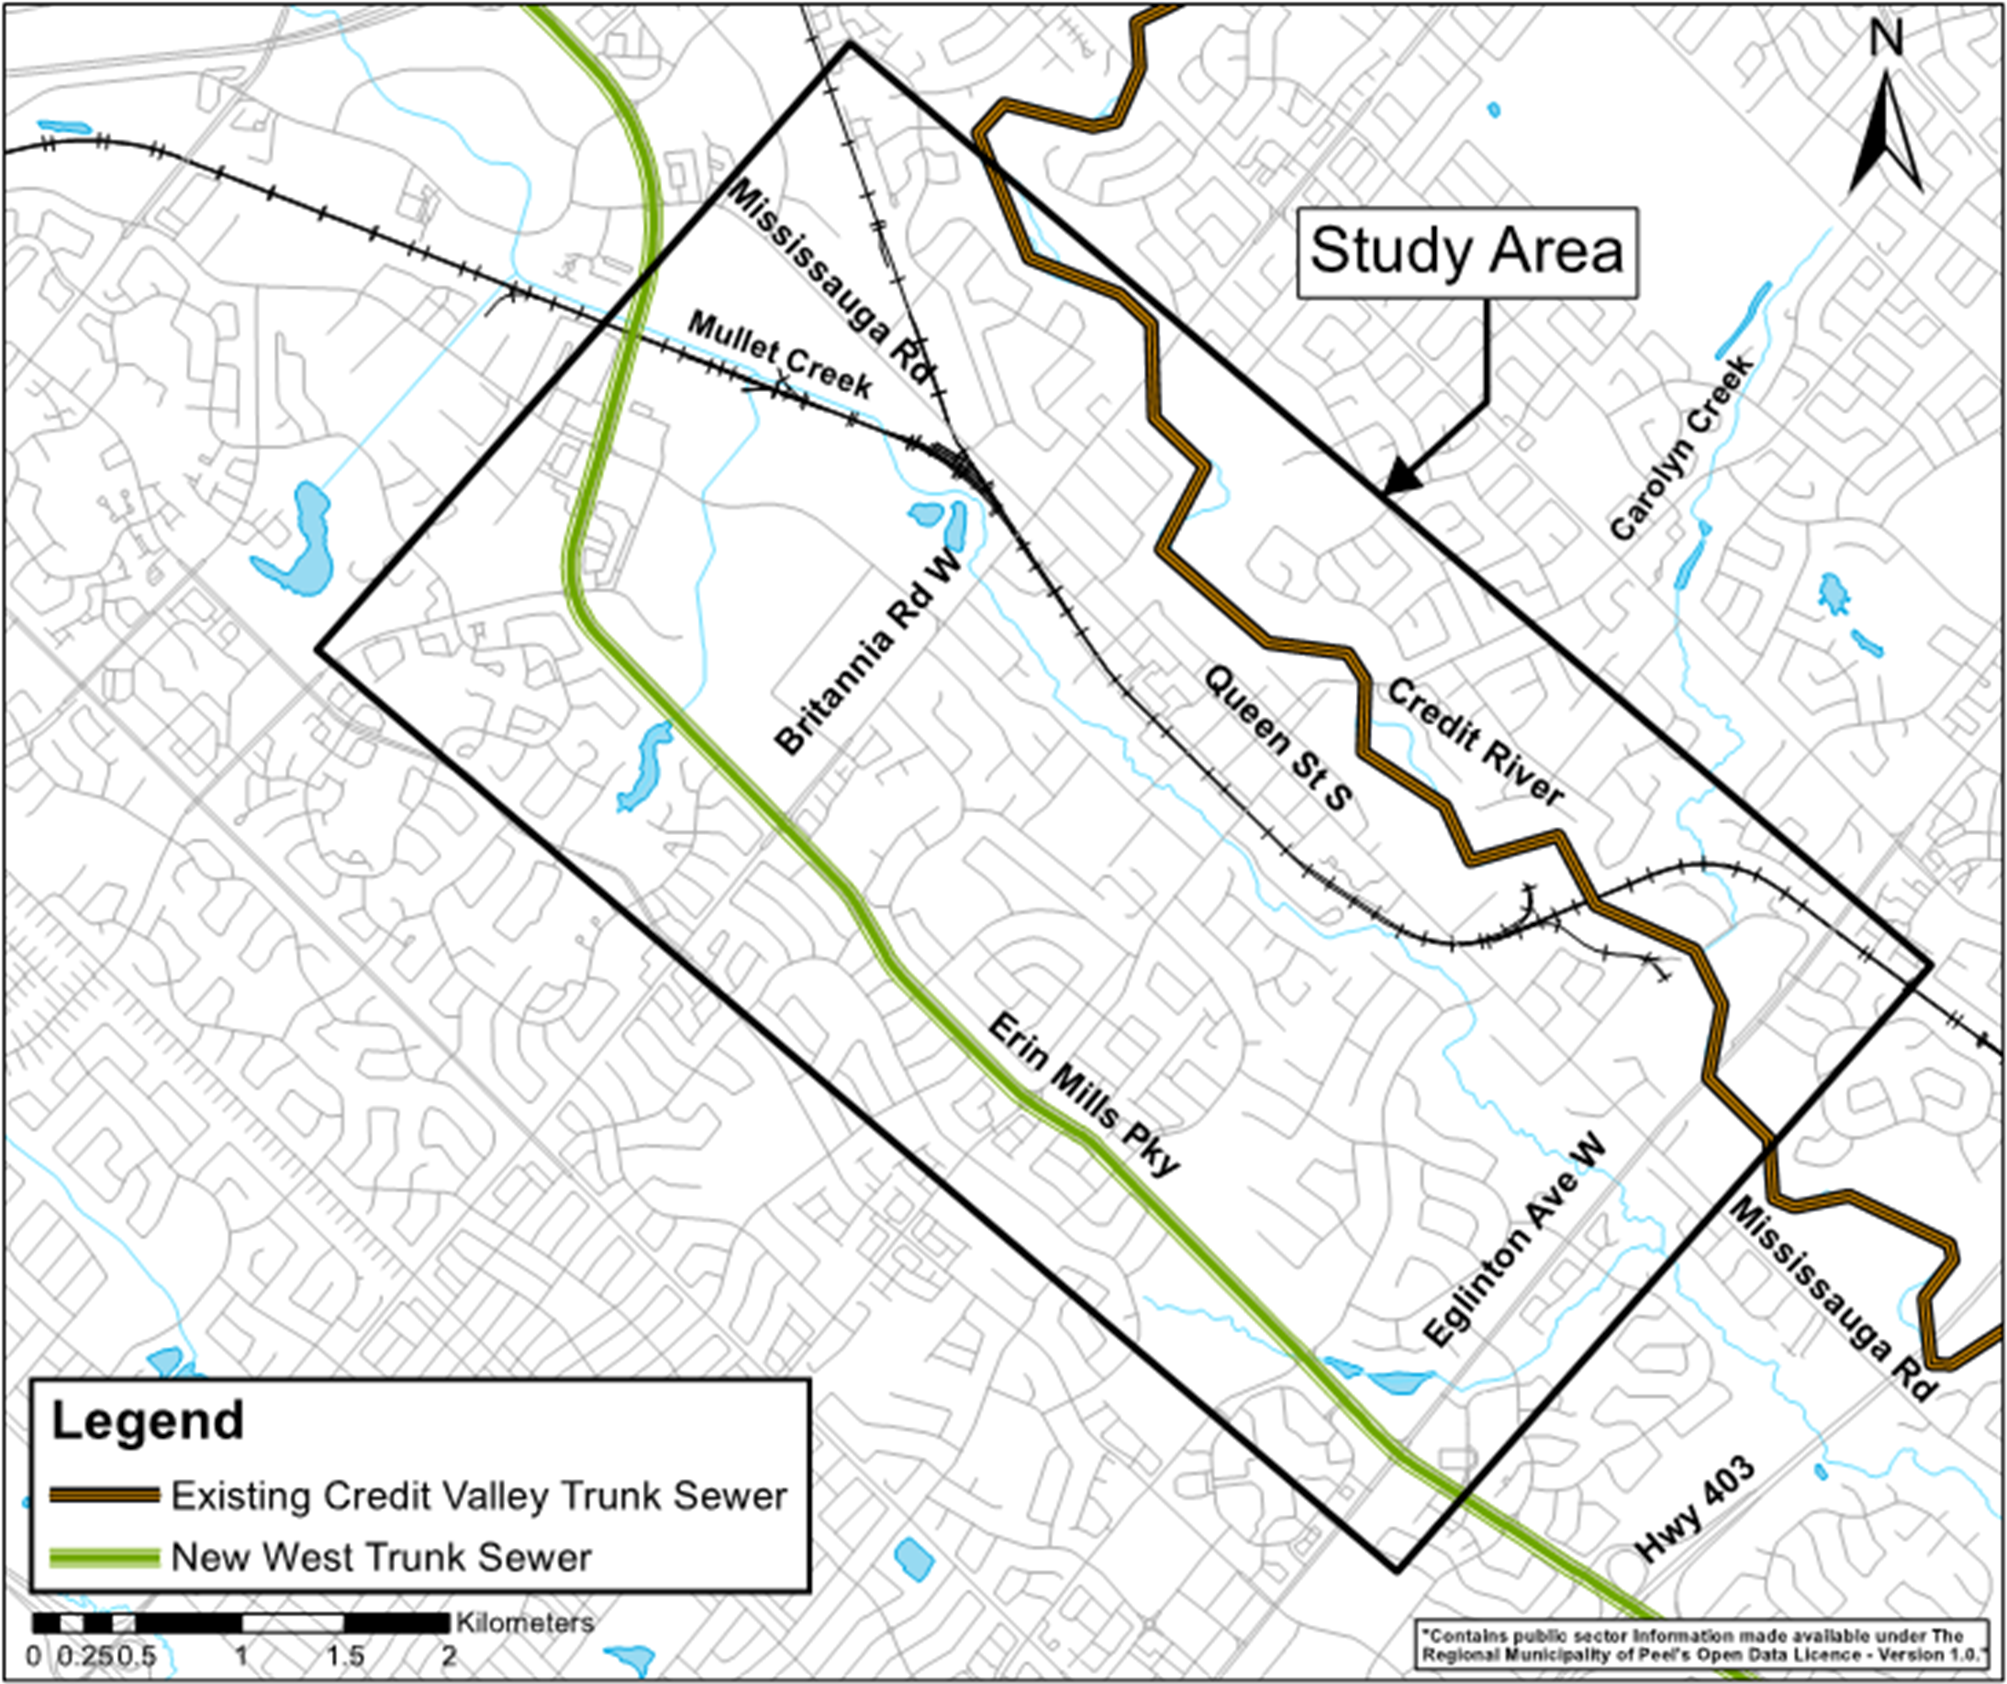 N
Study Area
Mississauga Rd
Mullet Creek
Carolyn Creek
Britannia Rd W
Queen St S
Credit River
Erin Mills Pky
Eglinton Ave W
Mississauga Rd
Hwy 403
Legend
Existing Credit Valley Trunk Sewer
New West Trunk Sewer
Kilometers
0 0.25 0.5 1 1.5 2
"Contains public sector Information made available under The
Regional Municipality of Peel's Open Data Licence - Version 1.0."